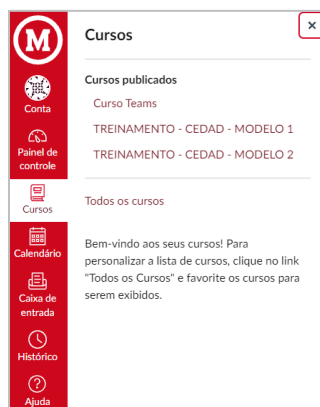 M
Conta
Painel de
controle
Cursos
Calendário
Caixa de
entrada
Histórico
Ajuda
Cursos
×
Cursos publicados
Curso Teams
TREINAMENTO - CEDAD - MODELO 1
TREINAMENTO - CEDAD - MODELO 2
Todos os cursos
Bem-vindo aos seus cursos! Para
personalizar a lista de cursos, clique no link
"Todos os Cursos" e favorite os cursos para
serem exibidos.